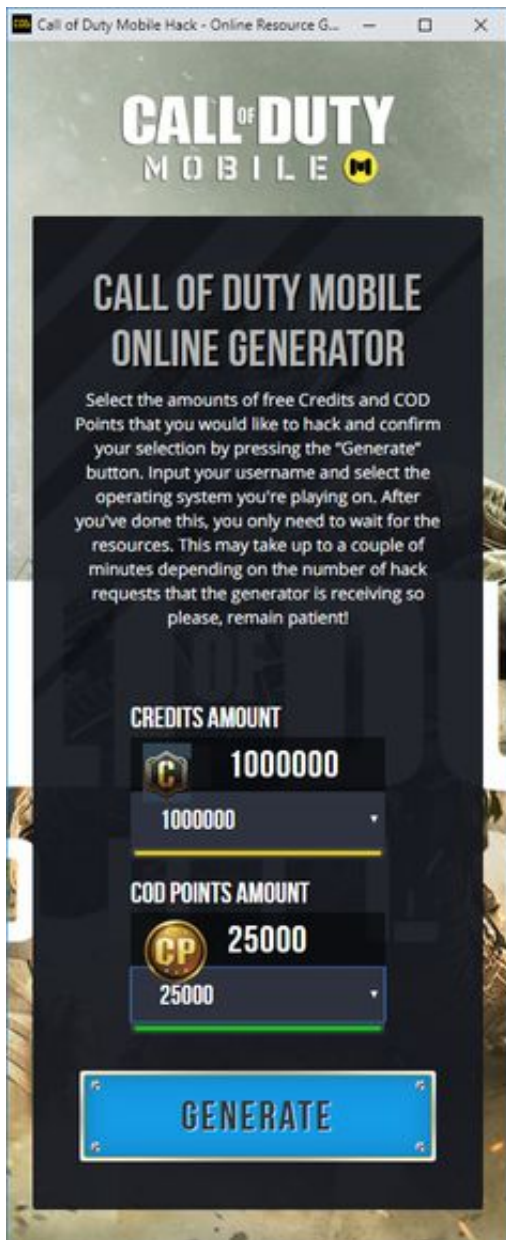 COD Call of Duty Mobile Hack - Online Resource G...
CALL OF DUTY
MOBILE
CALL OF DUTY MOBILE
ONLINE GENERATOR
Select the amounts of free Credits and COD
Points that you would like to hack and confirm
your selection by pressing the "Generate"
button. Input your username and select the
operating system you're playing on. After
you've done this, you only need to wait for the
resources. This may take up to a couple of
minutes depending on the number of hack
requests that the generator is receiving so
please, remain patient!
CREDITS AMOUNT
C 1000000
1000000
COD POINTS AMOUNT
CP 25000
25000
GENERATE